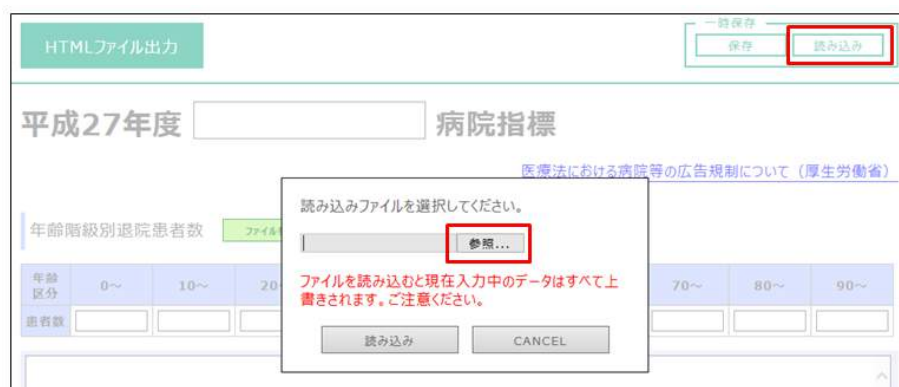 一時保存
HTMLファイル出力
保存
読み込み
平成27年度 病院指標
医療法における病院等の広告規制について（厚生労働省）
読み込みファイルを選択してください。
年齢階級別退院患者数
参照...
ファイルを読み込むと現在入力中のデータはすべて上
書きされます。ご注意ください。
年齢
区分
0～
10～
20
70～
80～
90～
患者数
読み込み
CANCEL